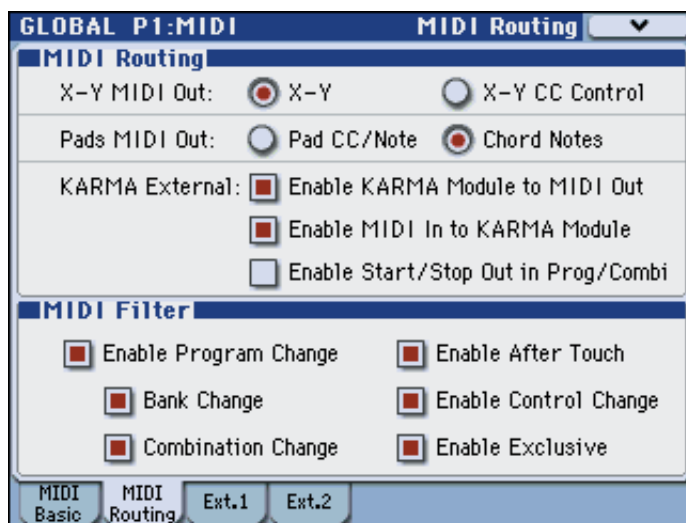 GLOBAL P1:MIDI MIDI Routing
MIDI Routing
X-Y MIDI Out: X-Y X-Y CC Control
Pads MIDI Out: Pad CC/Note Chord Notes
KARMA External: Enable KARMA Module to MIDI Out
Enable MIDI In to KARMA Module
Enable Start/Stop Out in Prog/Combi
MIDI Filter
Enable Program Change Enable After Touch
Bank Change Enable Control Change
Combination Change Enable Exclusive
MIDI Basic MIDI Routing Ext.1 Ext.2